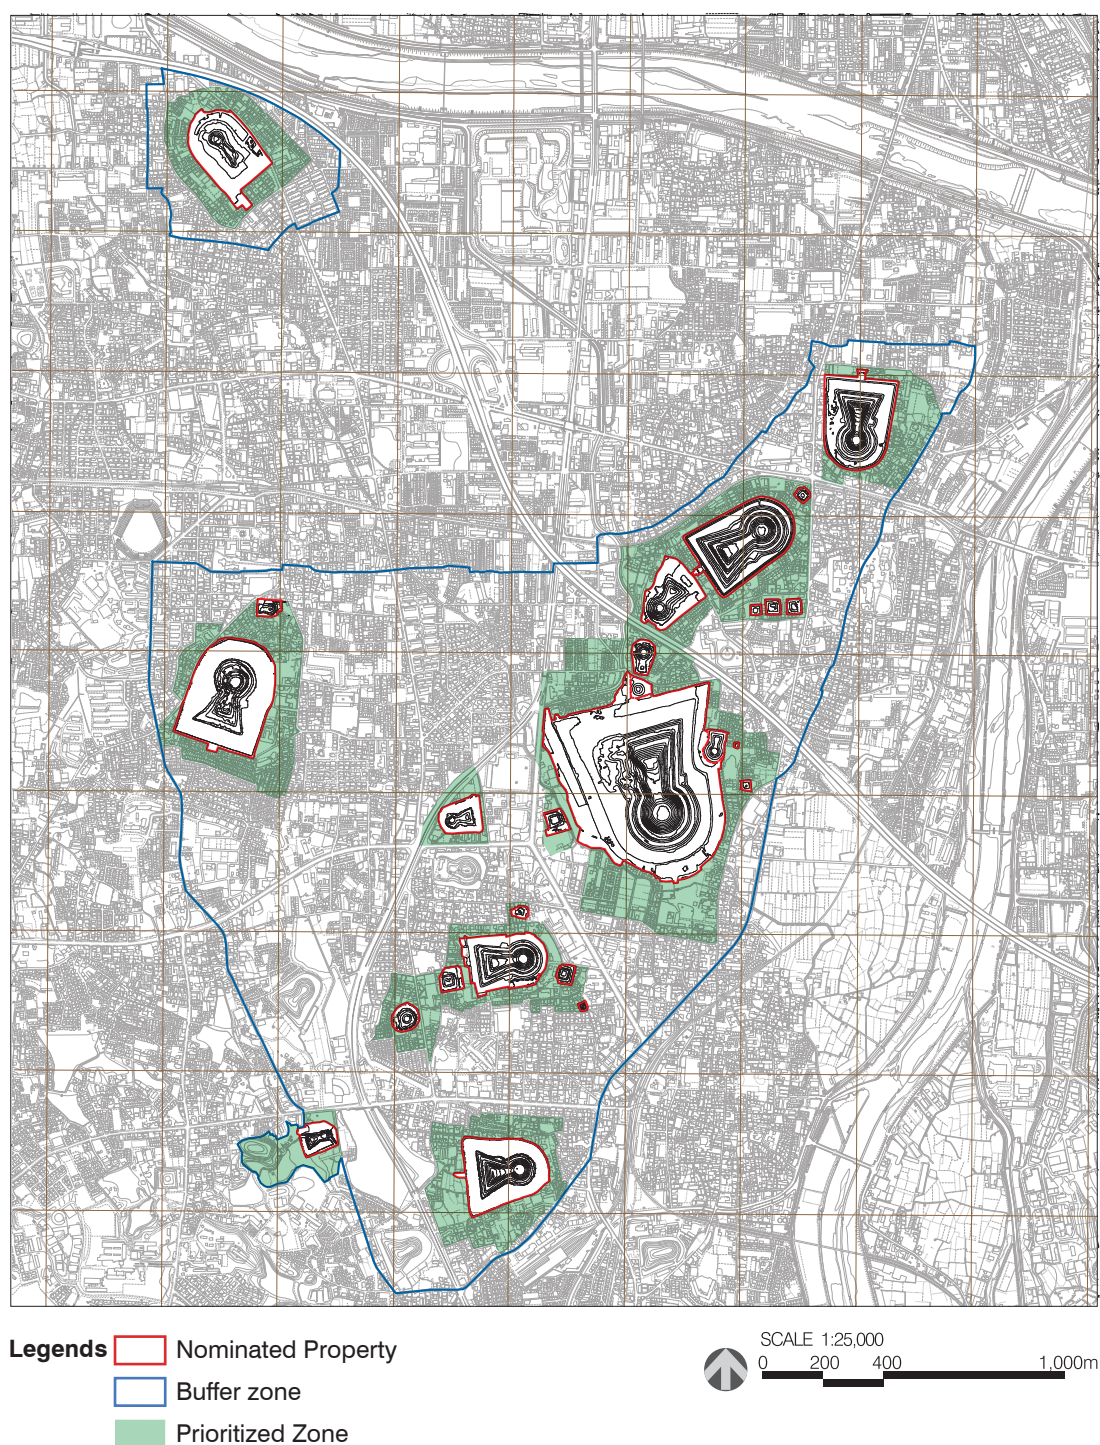 Legends
Nominated Property
Buffer zone
Prioritized Zone
SCALE 1:25,000
0 200 400 1,000m